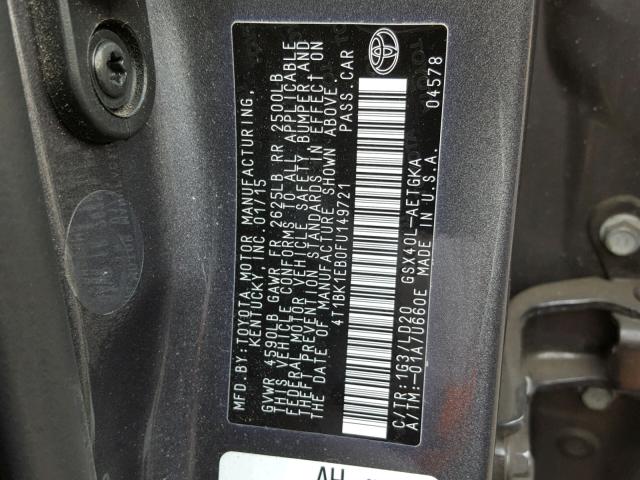 MFD. BY: TOYOTA MOTOR MANUFACTURING,
KENTUCKY, INC. 01/15
GVWR 4590LB GAWR FR 2625LB RR 2500LB
THIS VEHICLE CONFORMS TO ALL APPLICABLE
FEDERAL MOTOR VEHICLE SAFETY, BUMPER, AND
THEFT PREVENTION STANDARDS IN EFFECT ON
THE DATE OF MANUFACTURE SHOWN ABOVE.
4T1BK1EB0FU149721 PASS. CAR
C/TR: 1G3/LD20 GSX40L-AETGKA
A/TM: -01A/U660E MADE IN U.S.A.
04578
AH